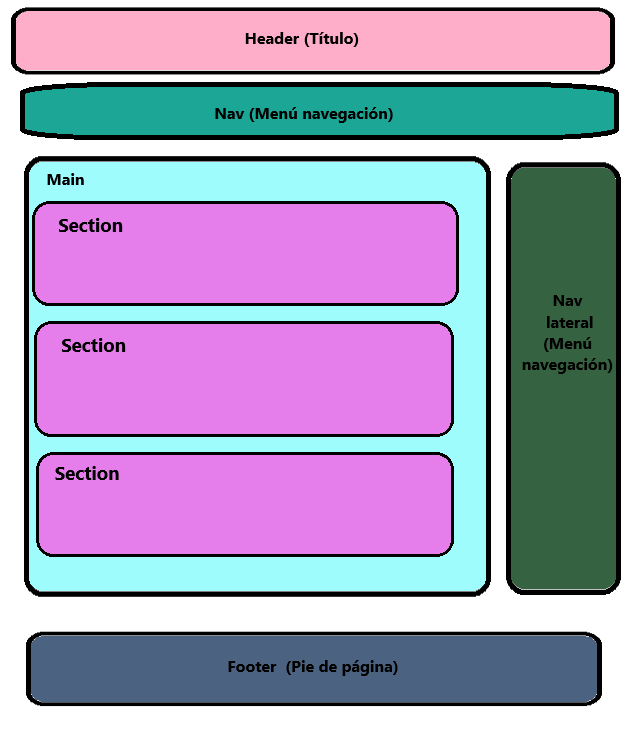 Header (Título)
Nav (Menú navegación)
Main
Section
Section
Section
Nav
lateral
(Menú
navegación)
Footer  (Pie de página)